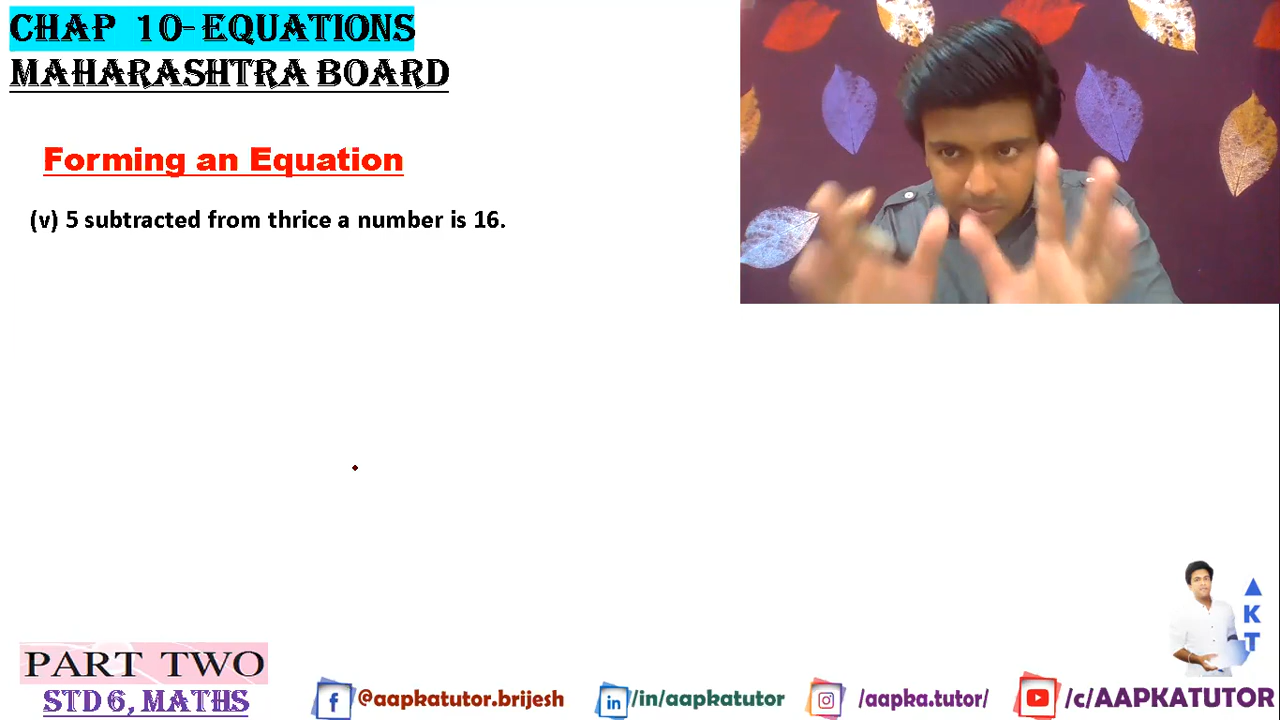 CHAP 10-EQUATIONS
MAHARASHTRA BOARD
Forming an Equation
(v) 5 subtracted from thrice a number is 16.
AKT
PART TWO
STD 6, MATHS
@aapkatutor.brijesh
/in/aapkatutor
/aapka.tutor/
/c/AAPKATUTOR